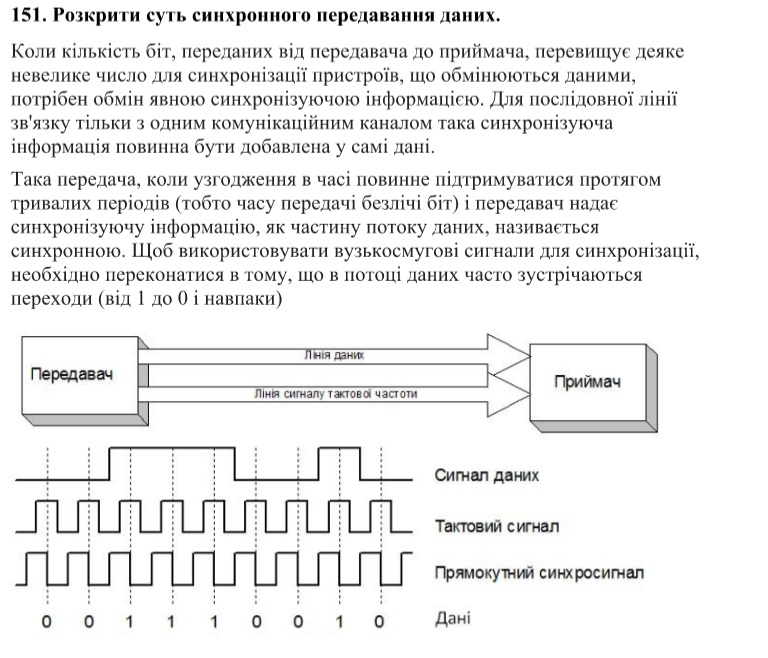 151. Розкрити суть синхронного передавання даних.
Коли кількість біт, переданих від передавача до приймача, перевищує деяке
невелике число для синхронізації пристроїв, що обмінюються даними,
потрібен обмін явною синхронізуючою інформацією. Для послідовної лінії
зв'язку тільки з одним комунікаційним каналом така синхронізуюча
інформація повинна бути добавлена у самі дані.
Така передача, коли узгодження в часі повинне підтримуватися протягом
тривалих періодів (тобто часу передачі безлічі біт) і передавач надає
синхронізуючу інформацію, як частину потоку даних, називається
синхронною. Щоб використовувати вузькосмугові сигнали для синхронізації,
необхідно переконатися в тому, що в потоці даних часто зустрічаються
переходи (від 1 до 0 і навпаки)
Лінія даних
Передавач
Приймач
Лінія сигналу тактової частоти
Сигнал даних
Тактовий сигнал
Прямокутний синхросигнал
0 0 1 1 1 0 0 1 0 Дані